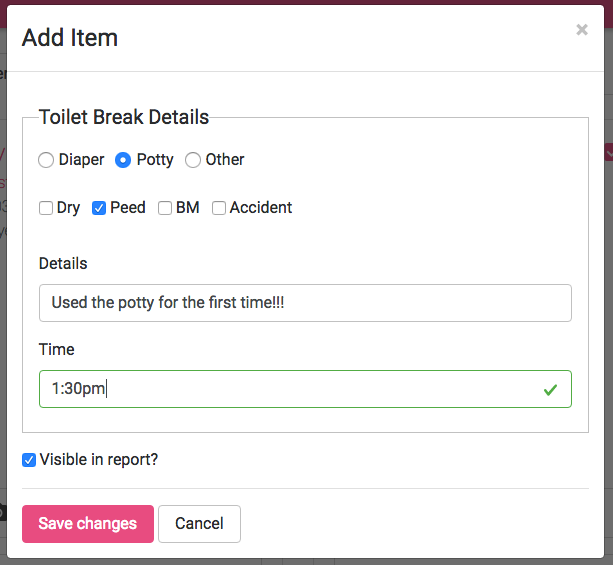 Add Item
×
Toilet Break Details
Diaper Potty Other
Dry Peed BM Accident
Details
Used the potty for the first time!!!
Time
1:30pm
Visible in report?
Save changes Cancel